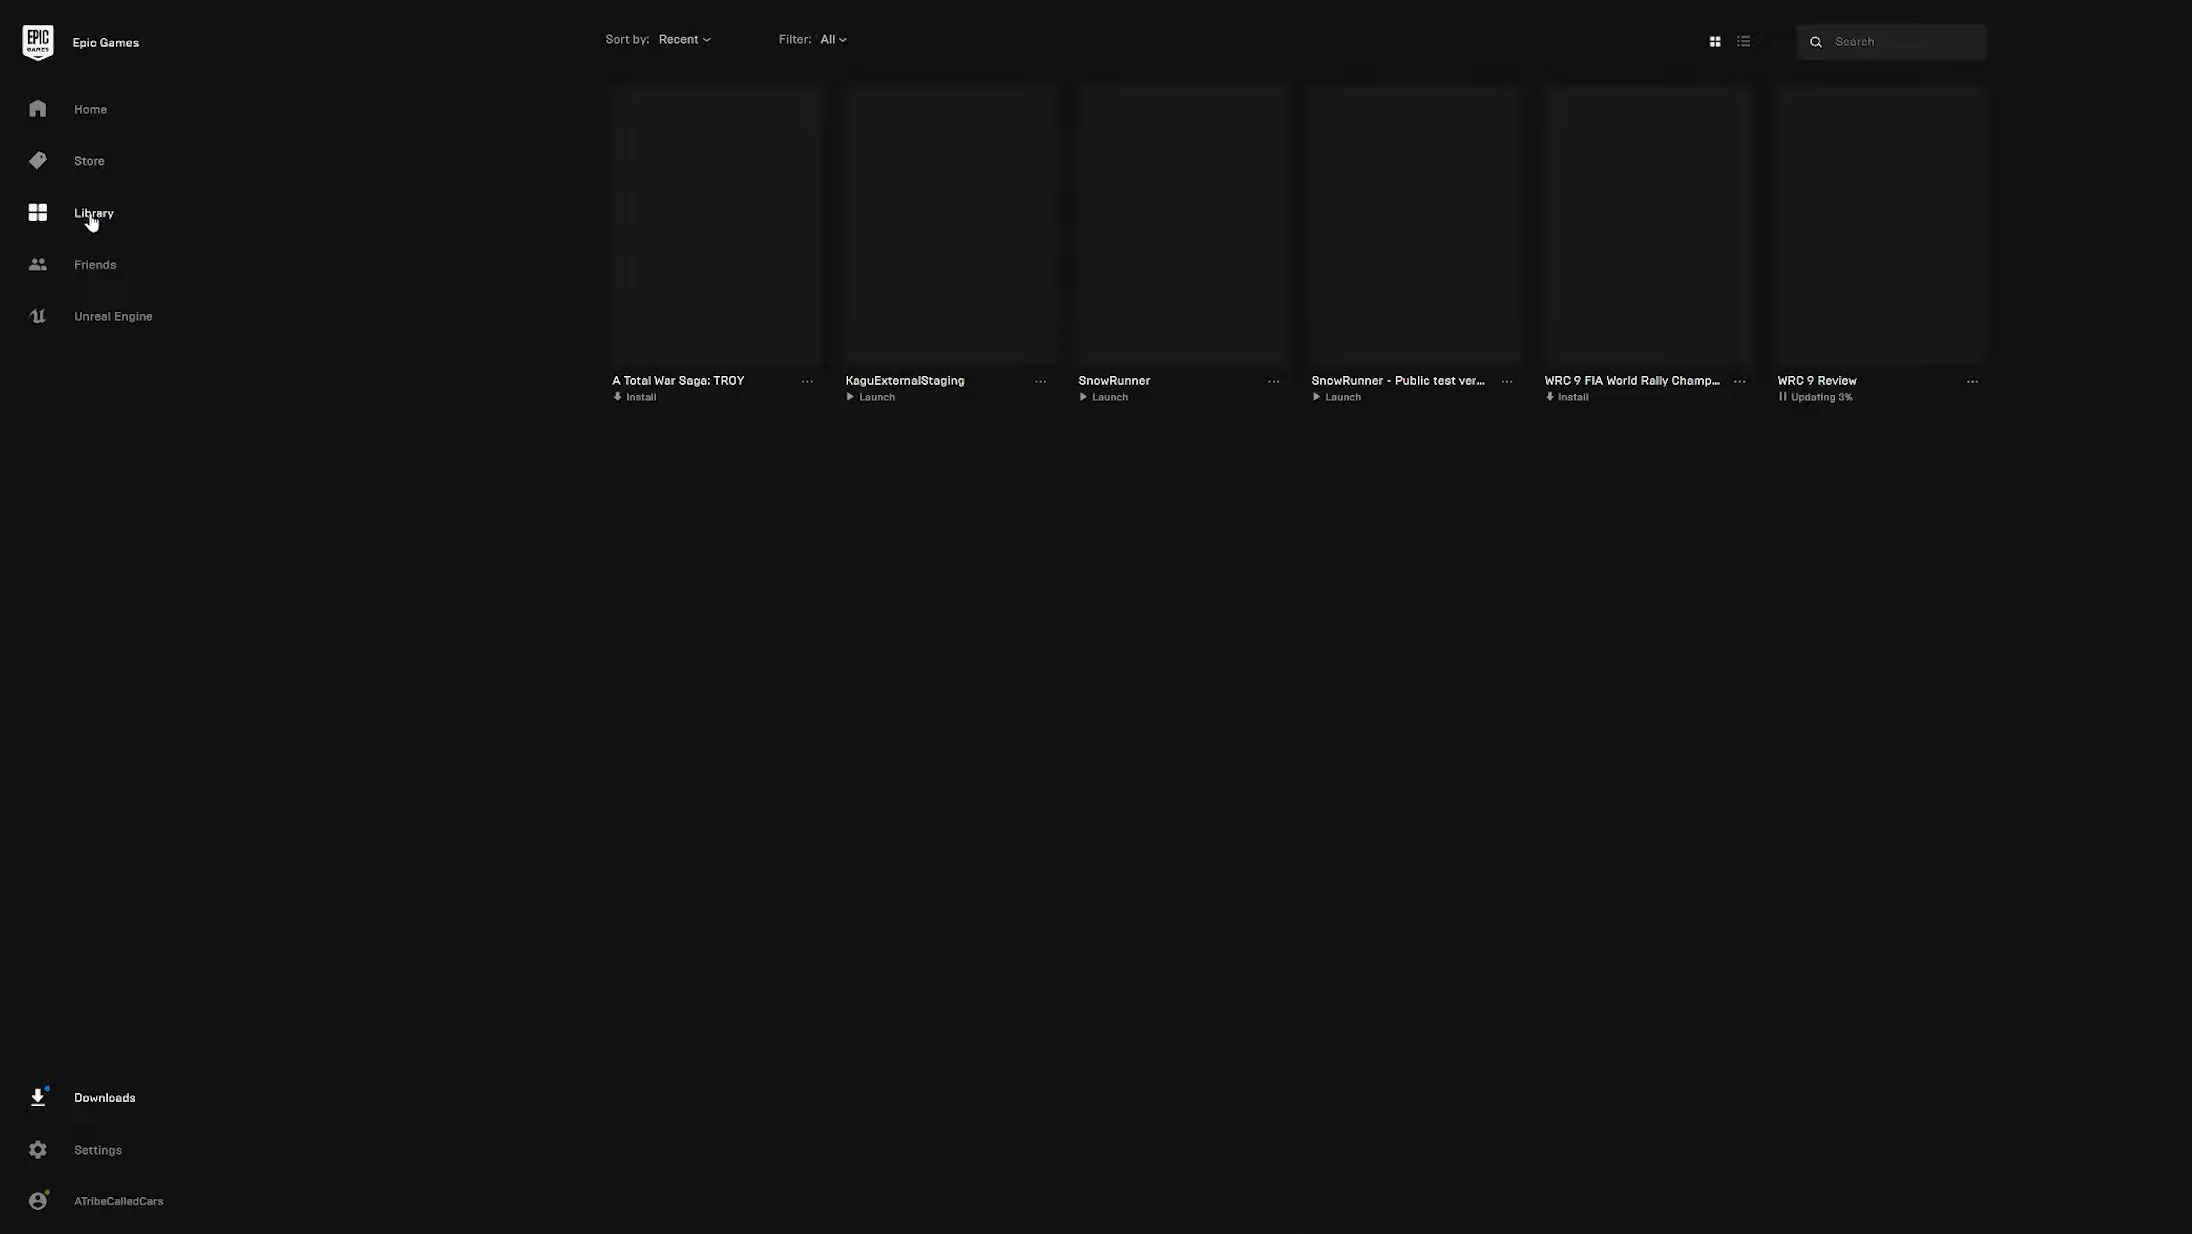 EPIC
GAMES
Epic Games
Sort by: Recent
Filter: All
Search
Home
Store
Library
Friends
Unreal Engine
A Total War Saga: TROY
Install
KaguExternalStaging
Launch
SnowRunner
Launch
SnowRunner - Public test ver...
Launch
WRC 9 FIA World Rally Champ...
Install
WRC 9 Review
Updating 3%
Downloads
Settings
ATribeCalledCars